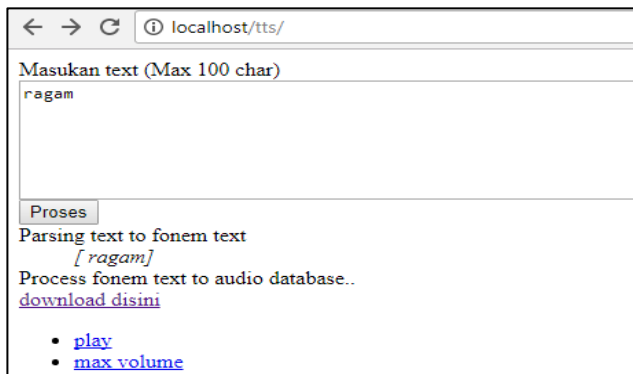 localhost/tts/
Masukan text (Max 100 char)
ragam
Proses
Parsing text to fonem text
[ ragam]
Process fonem text to audio database..
download disini
• play
• max volume